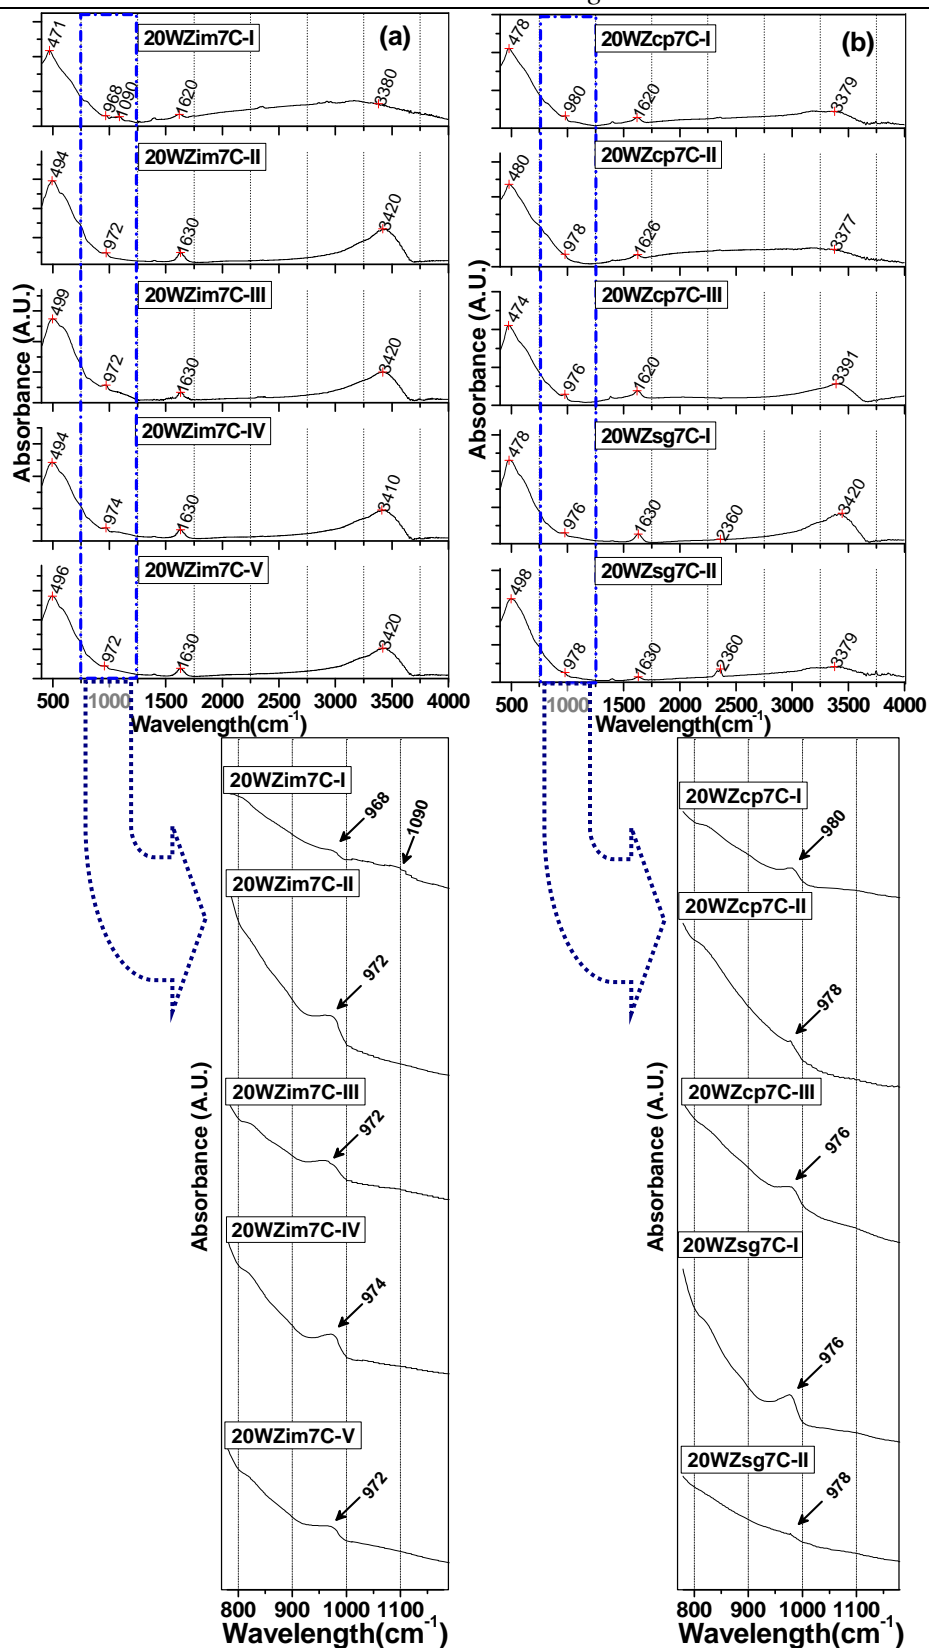 20WZim7C-I
(a)
471
968
1090
1620
3380
20WZim7C-II
494
972
1630
3420
20WZim7C-III
499
972
1630
3420
20WZim7C-IV
494
974
1630
3410
20WZim7C-V
496
972
1630
3420
Absorbance (A.U.)
500 1000 1500 2000 2500 3000 3500 4000
Wavelength(cm-1)
20WZcp7C-I
(b)
478
980
1620
3379
20WZcp7C-II
480
978
1626
3377
20WZcp7C-III
474
976
1620
3391
20WZsg7C-I
478
976
1630
2360
3420
20WZsg7C-II
498
978
1630
2360
3379
Absorbance (A.U.)
500 1000 1500 2000 2500 3000 3500 4000
Wavelength(cm-1)
20WZim7C-I
968
1090
20WZim7C-II
972
20WZim7C-III
972
20WZim7C-IV
974
20WZim7C-V
972
Absorbance (A.U.)
800 900 1000 1100
Wavelength(cm-1)
20WZcp7C-I
980
20WZcp7C-II
978
20WZcp7C-III
976
20WZsg7C-I
976
20WZsg7C-II
978
Absorbance (A.U.)
800 900 1000 1100
Wavelength(cm-1)